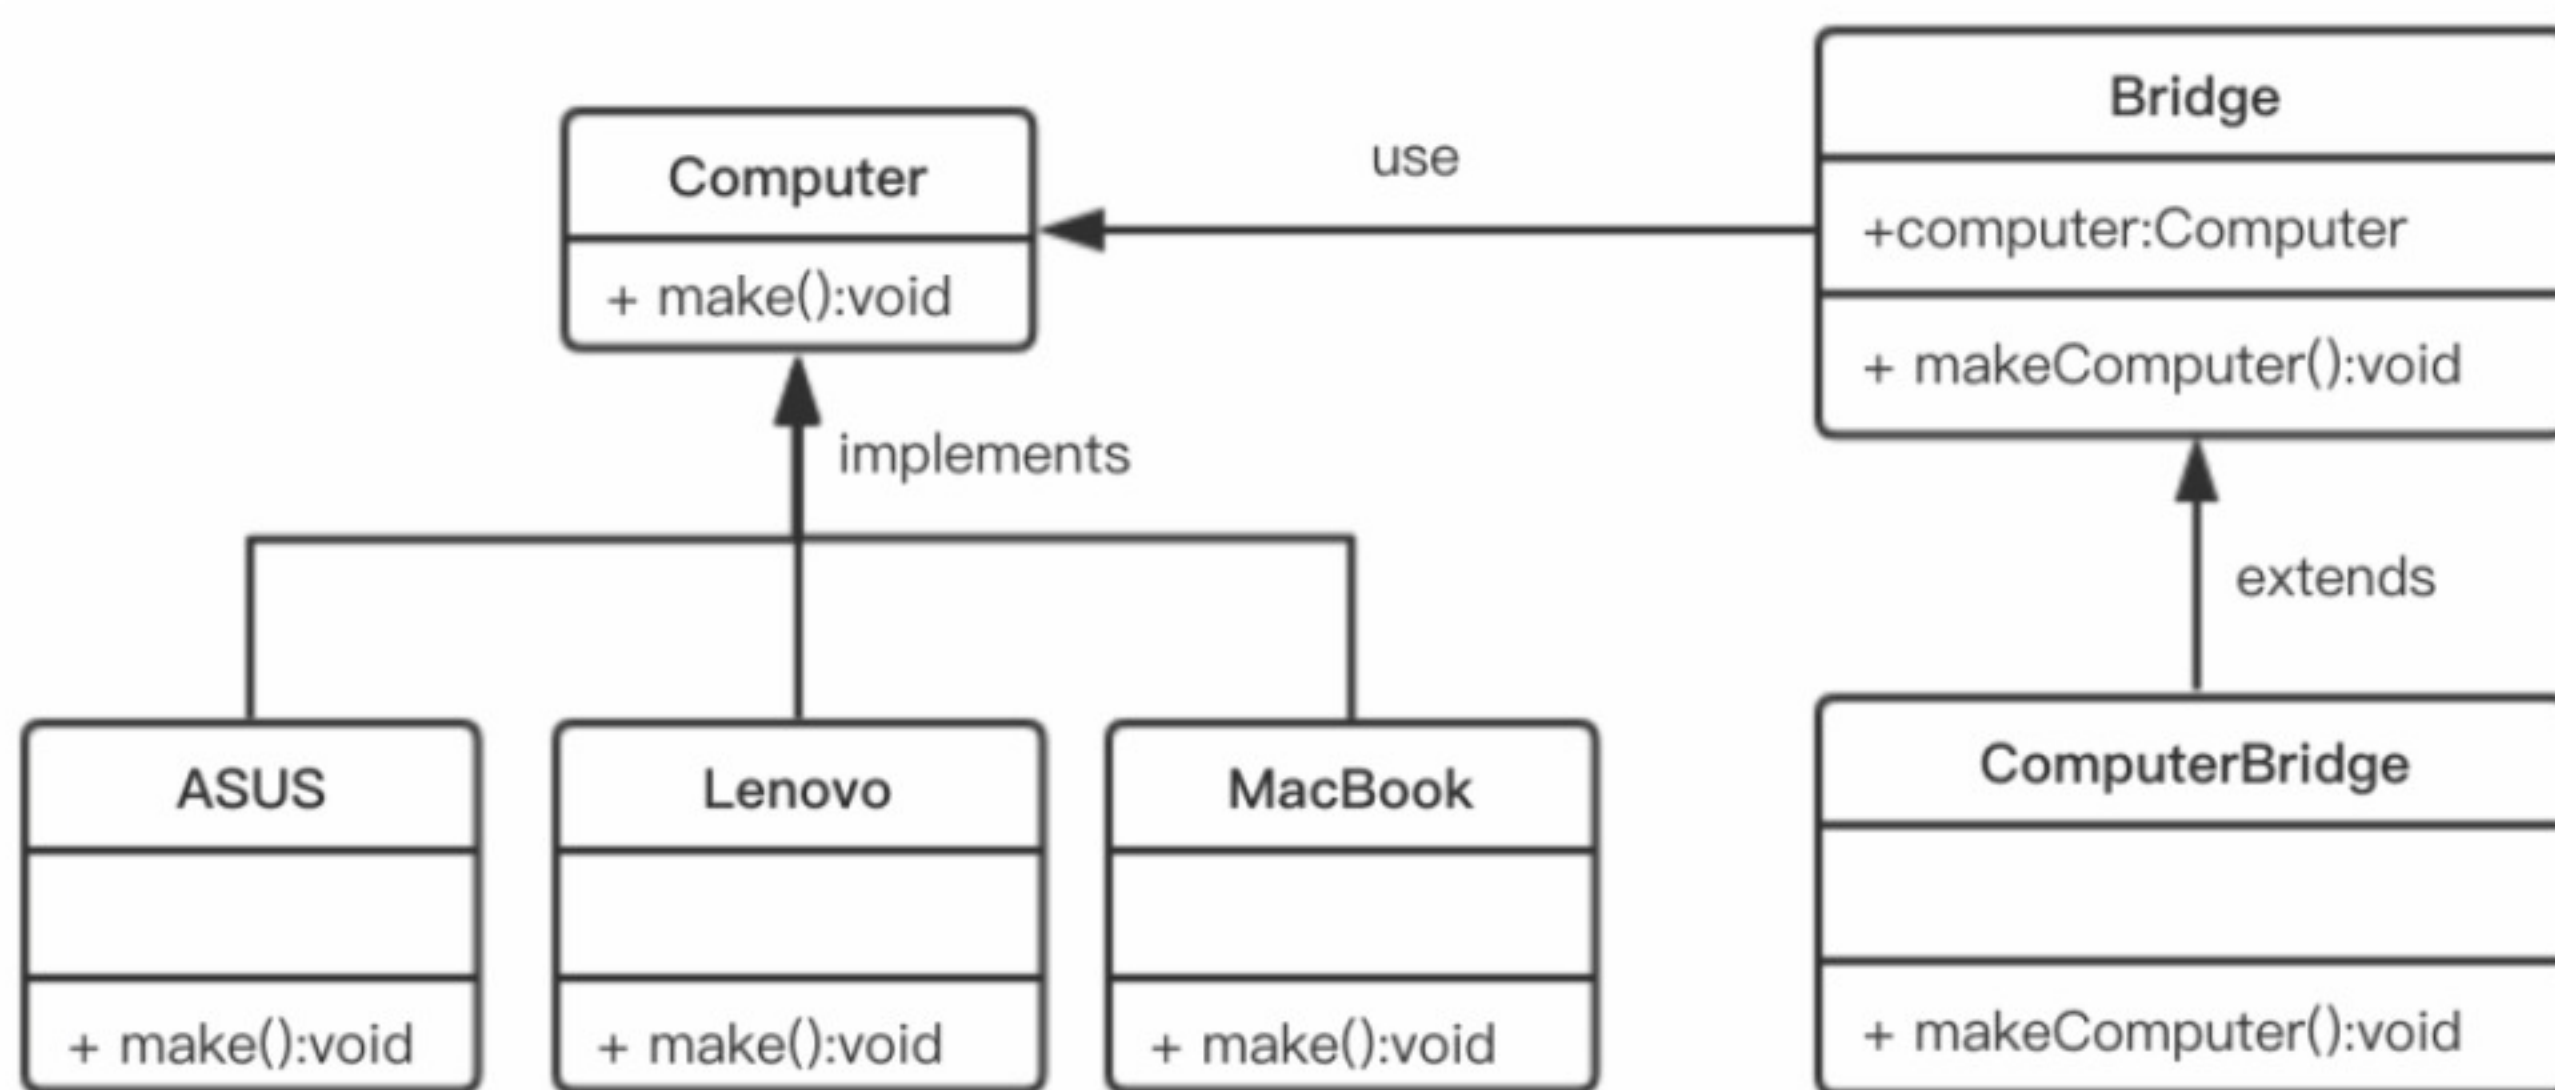 Bridge
+computer:Computer
+ makeComputer():void
use
Computer
+ make():void
implements
extends
ASUS
+ make():void
Lenovo
+ make():void
MacBook
+ make():void
ComputerBridge
+ makeComputer():void